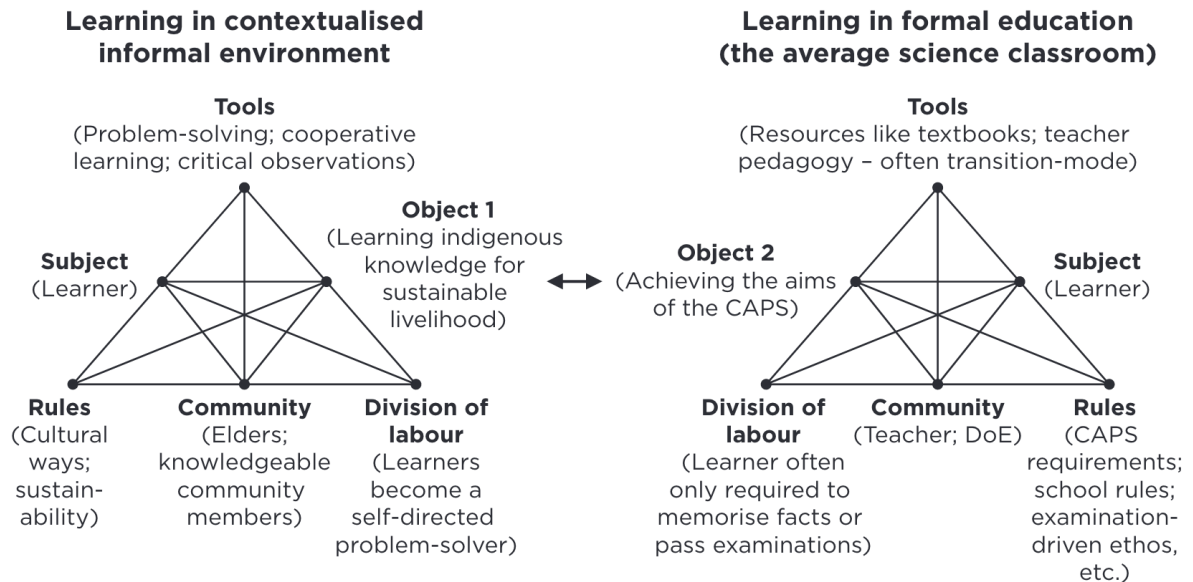 Learning in contextualised
informal environment
Tools
(Problem-solving; cooperative
learning; critical observations)
Object 1
(Learning indigenous
knowledge for
sustainable
livelihood)
Subject
(Learner)
Rules
(Cultural
ways;
sustain-
ability)
Community
(Elders;
knowledgeable
community
members)
Division of
labour
(Learners
become a
self-directed
problem-solver)
Learning in formal education
(the average science classroom)
Tools
(Resources like textbooks; teacher
pedagogy – often transition-mode)
Object 2
(Achieving the aims
of the CAPS)
Subject
(Learner)
Division of
labour
(Learner often
only required to
memorise facts or
pass examinations)
Community
(Teacher; DoE)
Rules
(CAPS
requirements;
school rules;
examination-
driven ethos,
etc.)